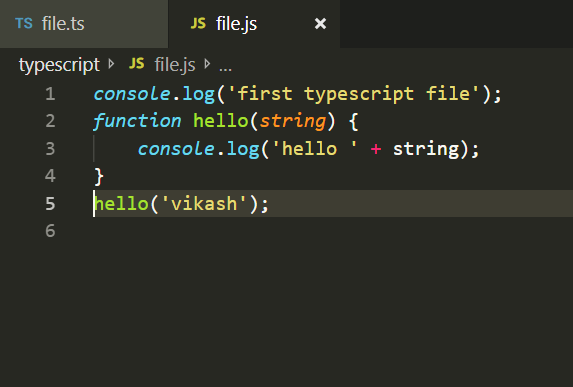 TS file.ts JS file.js ×
typescript > JS file.js > ...
1 console.log('first typescript file');
2 function hello(string) {
3     console.log('hello ' + string);
4 }
5 hello('vikash');
6